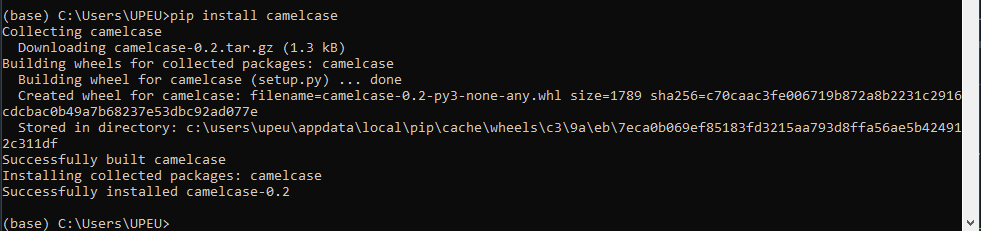 (base) C:\Users\UPEU>pip install camelcase
Collecting camelcase
  Downloading camelcase-0.2.tar.gz (1.3 kB)
Building wheels for collected packages: camelcase
  Building wheel for camelcase (setup.py) ... done
  Created wheel for camelcase: filename=camelcase-0.2-py3-none-any.whl size=1789 sha256=c70caac3fe006719b872a8b2231c2916
cdcbac0b49a7b68237e53dbc92ad077e
  Stored in directory: c:\users\upeu\appdata\local\pip\cache\wheels\c3\9a\eb\7eca0b069ef85183fd3215aa793d8ffa56ae5b42491
2c311df
Successfully built camelcase
Installing collected packages: camelcase
Successfully installed camelcase-0.2
(base) C:\Users\UPEU>